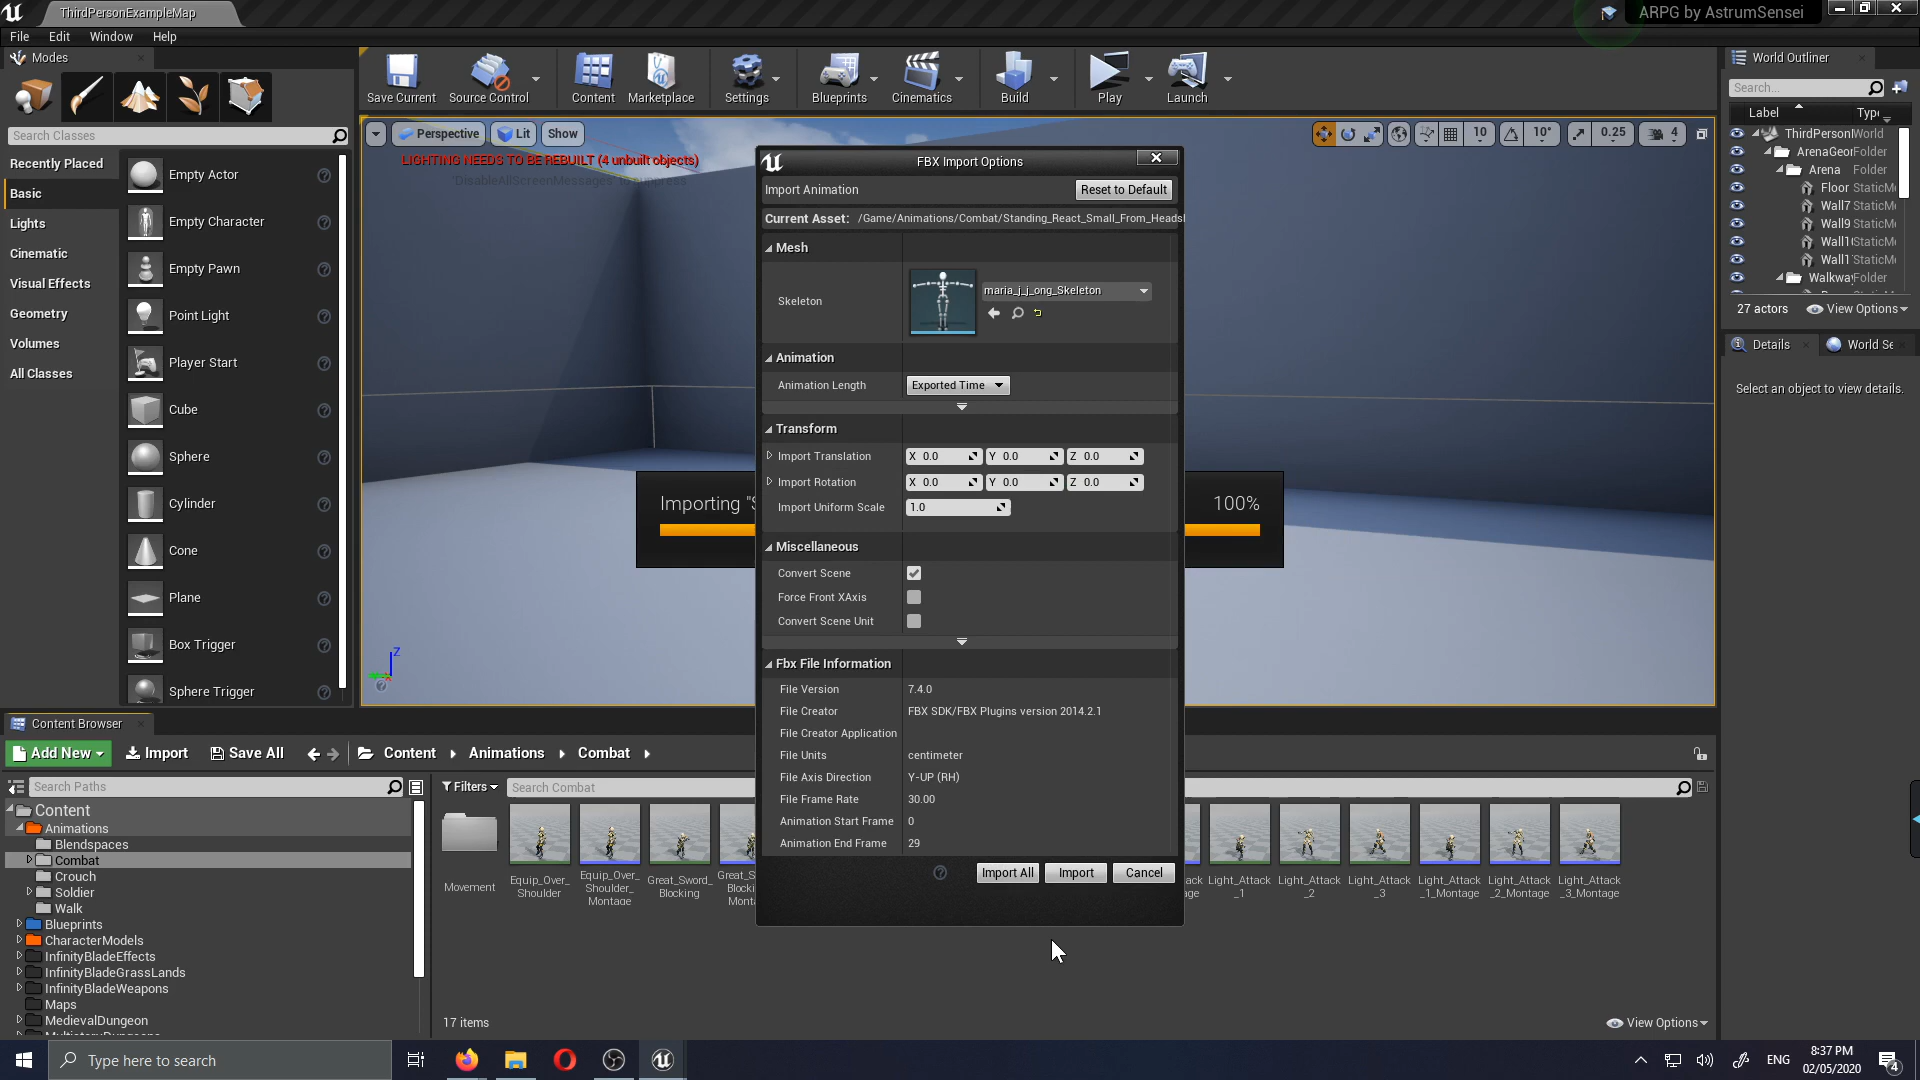 ThirdPersonExampleMap
ARPG by AstrumSensei
File Edit Window Help
Modes
Search Classes
Recently Placed
Basic
Lights
Cinematic
Visual Effects
Geometry
Volumes
All Classes
Empty Actor
Empty Character
Empty Pawn
Point Light
Player Start
Cube
Sphere
Cylinder
Cone
Plane
Box Trigger
Sphere Trigger
Save Current Source Control Content Marketplace Settings Blueprints Cinematics Build Play Launch
Perspective Lit Show
10 10° 0.25 4
LIGHTING NEEDS TO BE REBUILT (4 unbuilt objects)
'DisableAllScreenMessages' to suppress
Importing "S
100%
FBX Import Options
Import Animation Reset to Default
Current Asset: /Game/Animations/Combat/Standing_React_Small_From_Heads
Mesh
Skeleton maria_j_j_ong_Skeleton
Animation
Animation Length Exported Time
Transform
Import Translation X 0.0 Y 0.0 Z 0.0
Import Rotation X 0.0 Y 0.0 Z 0.0
Import Uniform Scale 1.0
Miscellaneous
Convert Scene
Force Front XAxis
Convert Scene Unit
Fbx File Information
File Version 7.4.0
File Creator FBX SDK/FBX Plugins version 2014.2.1
File Creator Application
File Units centimeter
File Axis Direction Y-UP (RH)
File Frame Rate 30.00
Animation Start Frame 0
Animation End Frame 29
Import All Import Cancel
World Outliner
Search...
Label Type
ThirdPerson World
ArenaGeo Folder
Arena Folder
Floor StaticMe
Wall7 StaticMe
Wall9 StaticMe
Wall1 StaticMe
Wall1 StaticMe
Walkwa Folder
27 actors View Options
Details World Se
Select an object to view details.
Content Browser
Add New Import Save All Content Animations Combat
Search Paths
Filters Search Combat
Content
Animations
Blendspaces
Combat
Crouch
Soldier
Walk
Blueprints
CharacterModels
InfinityBladeEffects
InfinityBladeGrassLands
InfinityBladeWeapons
Maps
MedievalDungeon
Movement
Equip_Over_
Shoulder
Equip_Over_
Shoulder_
Montage
Great_Sword_
Blocking
Great_S
Blocki
Monta
ack
Light_Attack
_1
Light_Attack
_2
Light_Attack
_3
Light_Attack
_1_Montage
Light_Attack
_2_Montage
Light_Attack
_3_Montage
17 items View Options
Type here to search
ENG
8:37 PM
02/05/2020
4